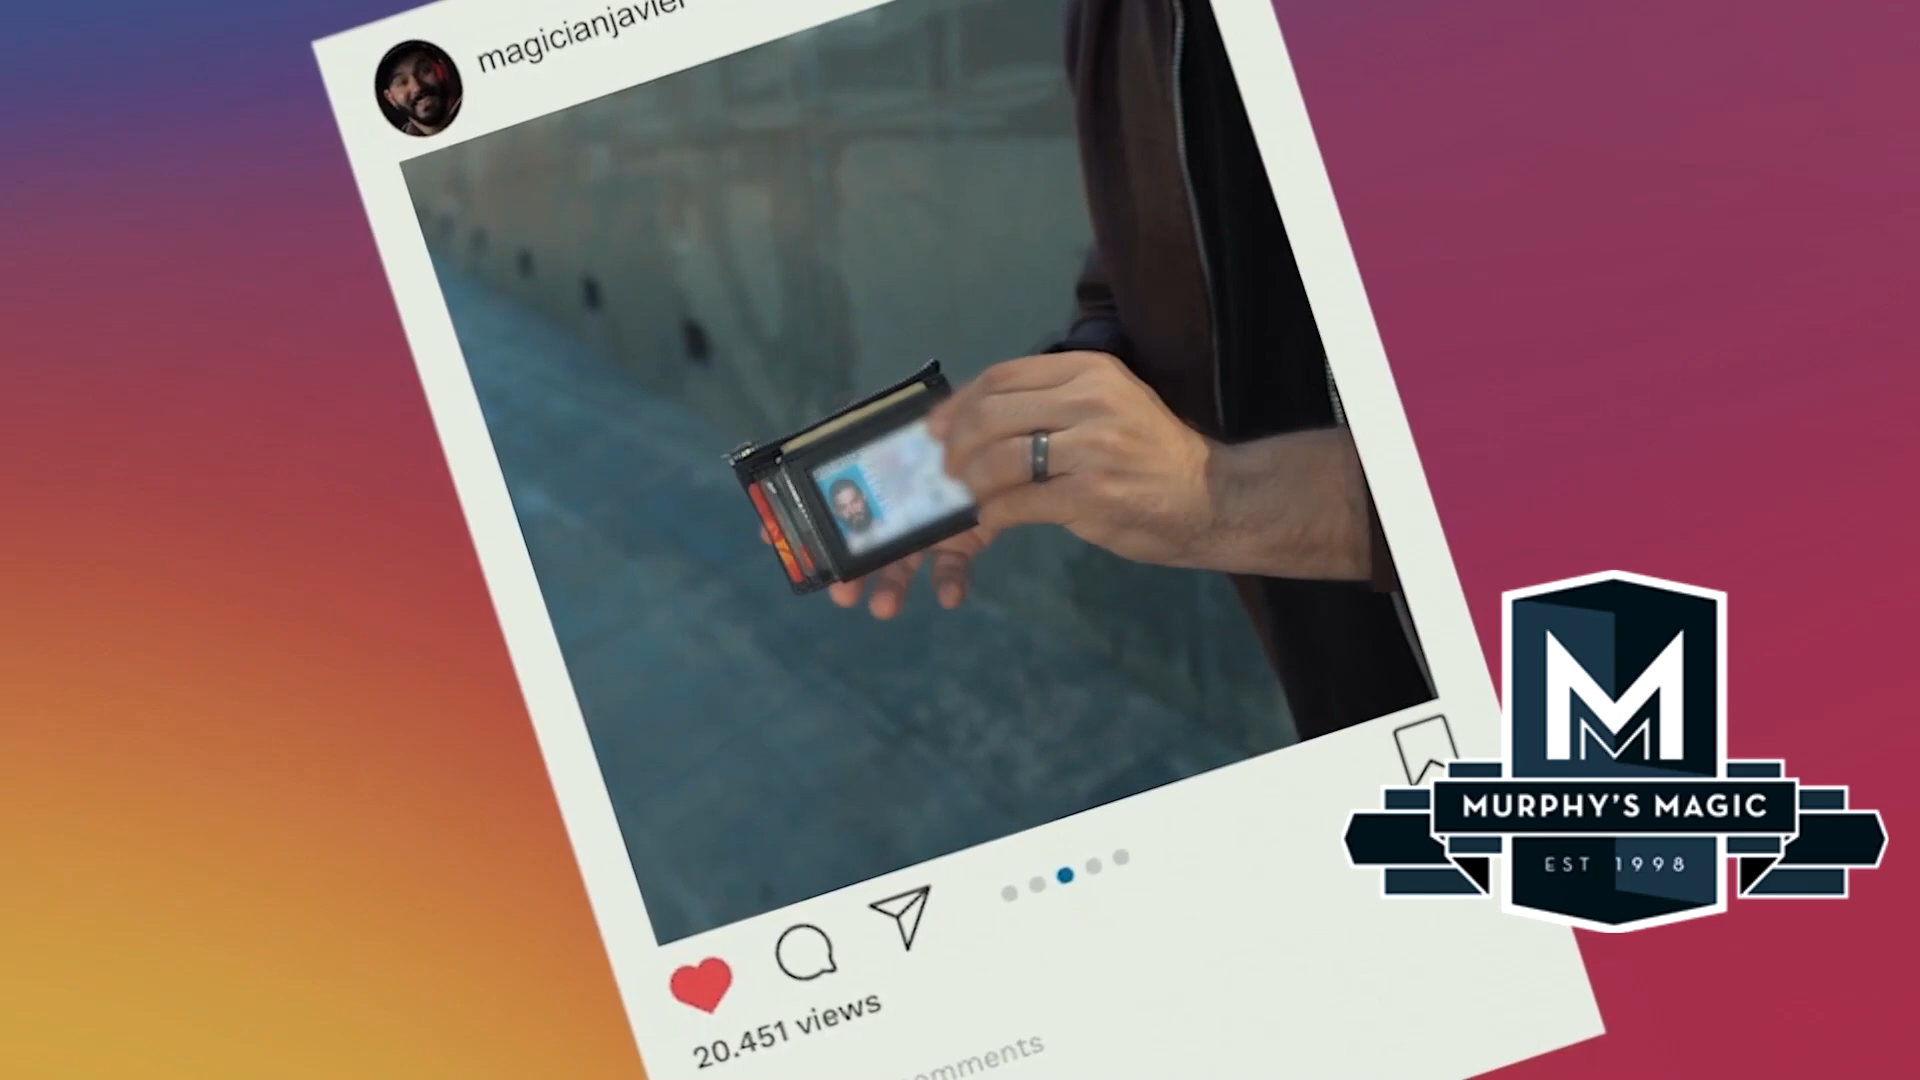 magicianjavier
20.451 views
comments
MURPHY'S MAGIC
EST 1998